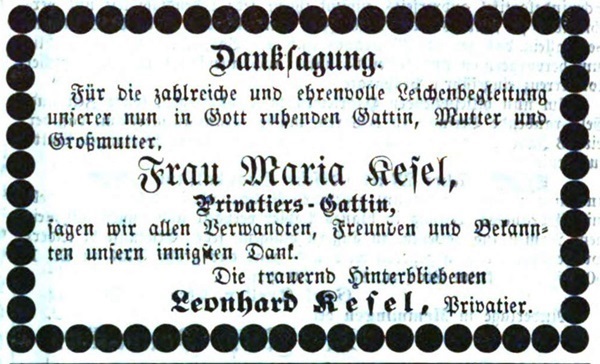 Dankſagung.
Für die zahlreiche und ehrenvolle Leichenbegleitung
unſerer nun in Gott ruhenden Gattin, Mutter und
Großmutter,
Frau Maria Keſel,
Privatiers-Gattin,
ſagen wir allen Verwandten, Freunden und Bekann-
ten unſern innigſten Dank.
Die trauernd Hinterbliebenen
Leonhard Keſel, Privatier.